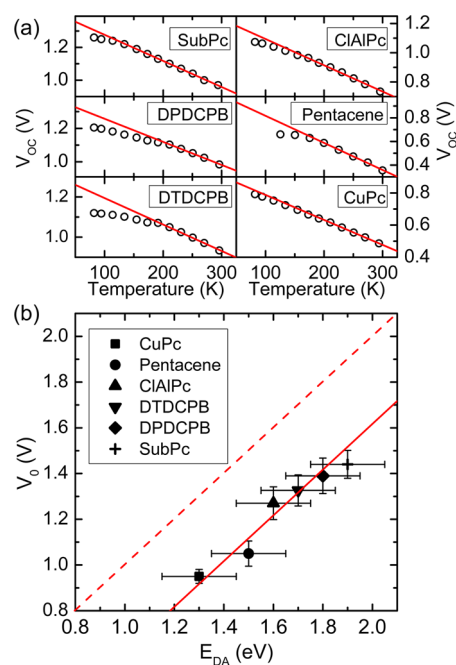 (a)
SubPc
ClAlPc
DPDCPB
Pentacene
DTDCPB
CuPc
1.2
1.0
1.2
1.0
1.1
1.0
1.2
1.0
0.8
0.8
0.6
0.4
0.8
0.6
0.4
V_OC (V)
V_OC (V)
100 200 300
100 200 300
Temperature (K)
Temperature (K)
(b)
CuPc
Pentacene
ClAlPc
DTDCPB
DPDCPB
SubPc
2.0
1.8
1.6
1.4
1.2
1.0
0.8
V_0 (V)
0.8 1.0 1.2 1.4 1.6 1.8 2.0
E_DA (eV)